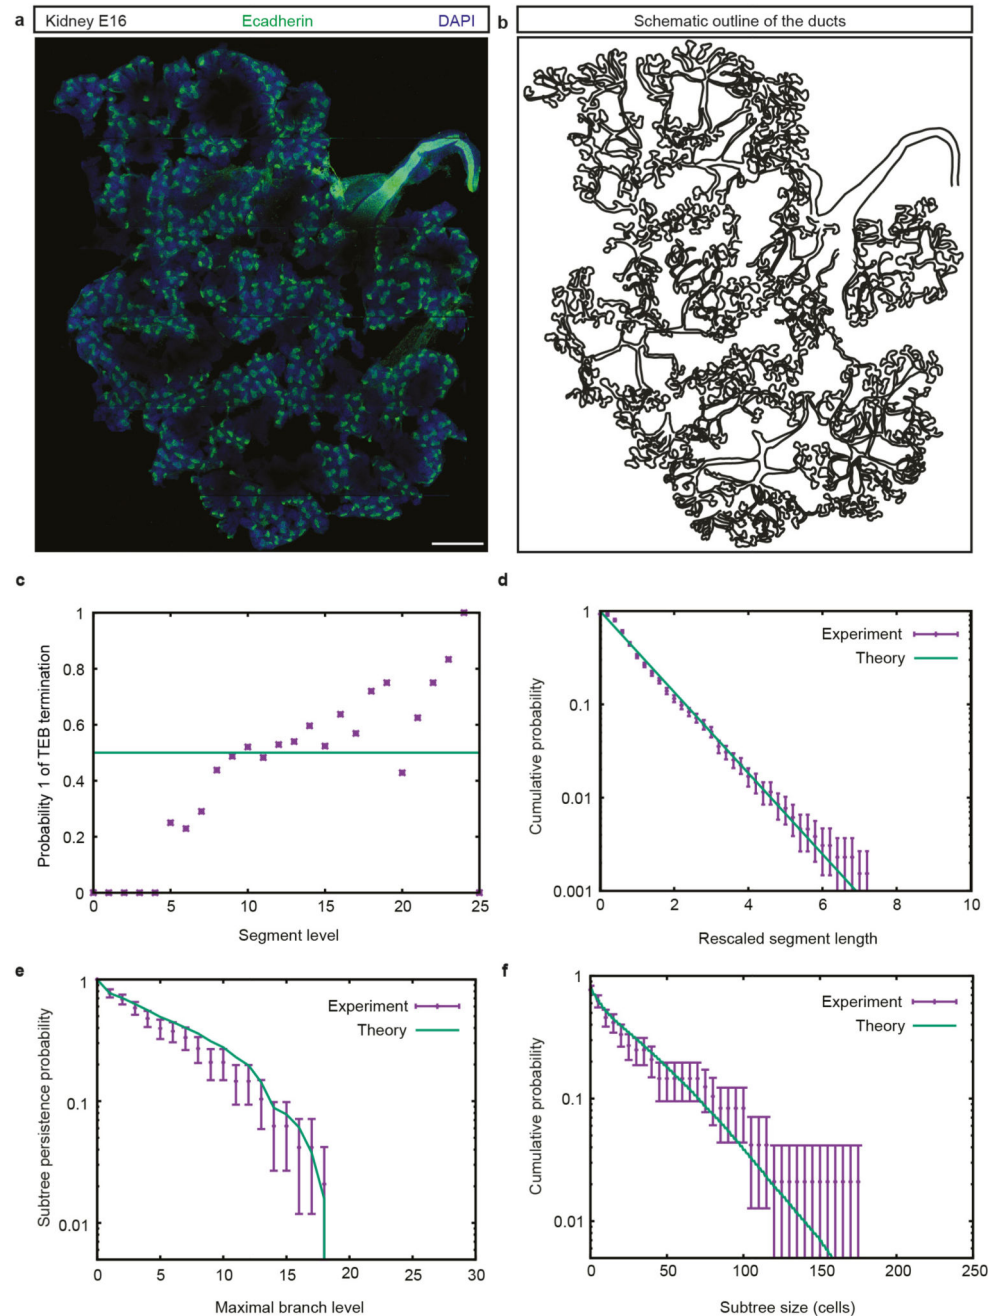 a Kidney E16 Ecadherin DAPI
b Schematic outline of the ducts
c
Probability 1 of TEB termination
1
0.8
0.6
0.4
0.2
0
0 5 10 15 20 25
Segment level
d
Cumulative probability
1
0.1
0.01
0.001
Experiment
Theory
0 2 4 6 8 10
Rescaled segment length
e
Subtree persistence probability
1
0.1
0.01
Experiment
Theory
0 5 10 15 20 25 30
Maximal branch level
f
Cumulative probability
1
0.1
0.01
Experiment
Theory
0 50 100 150 200 250
Subtree size (cells)